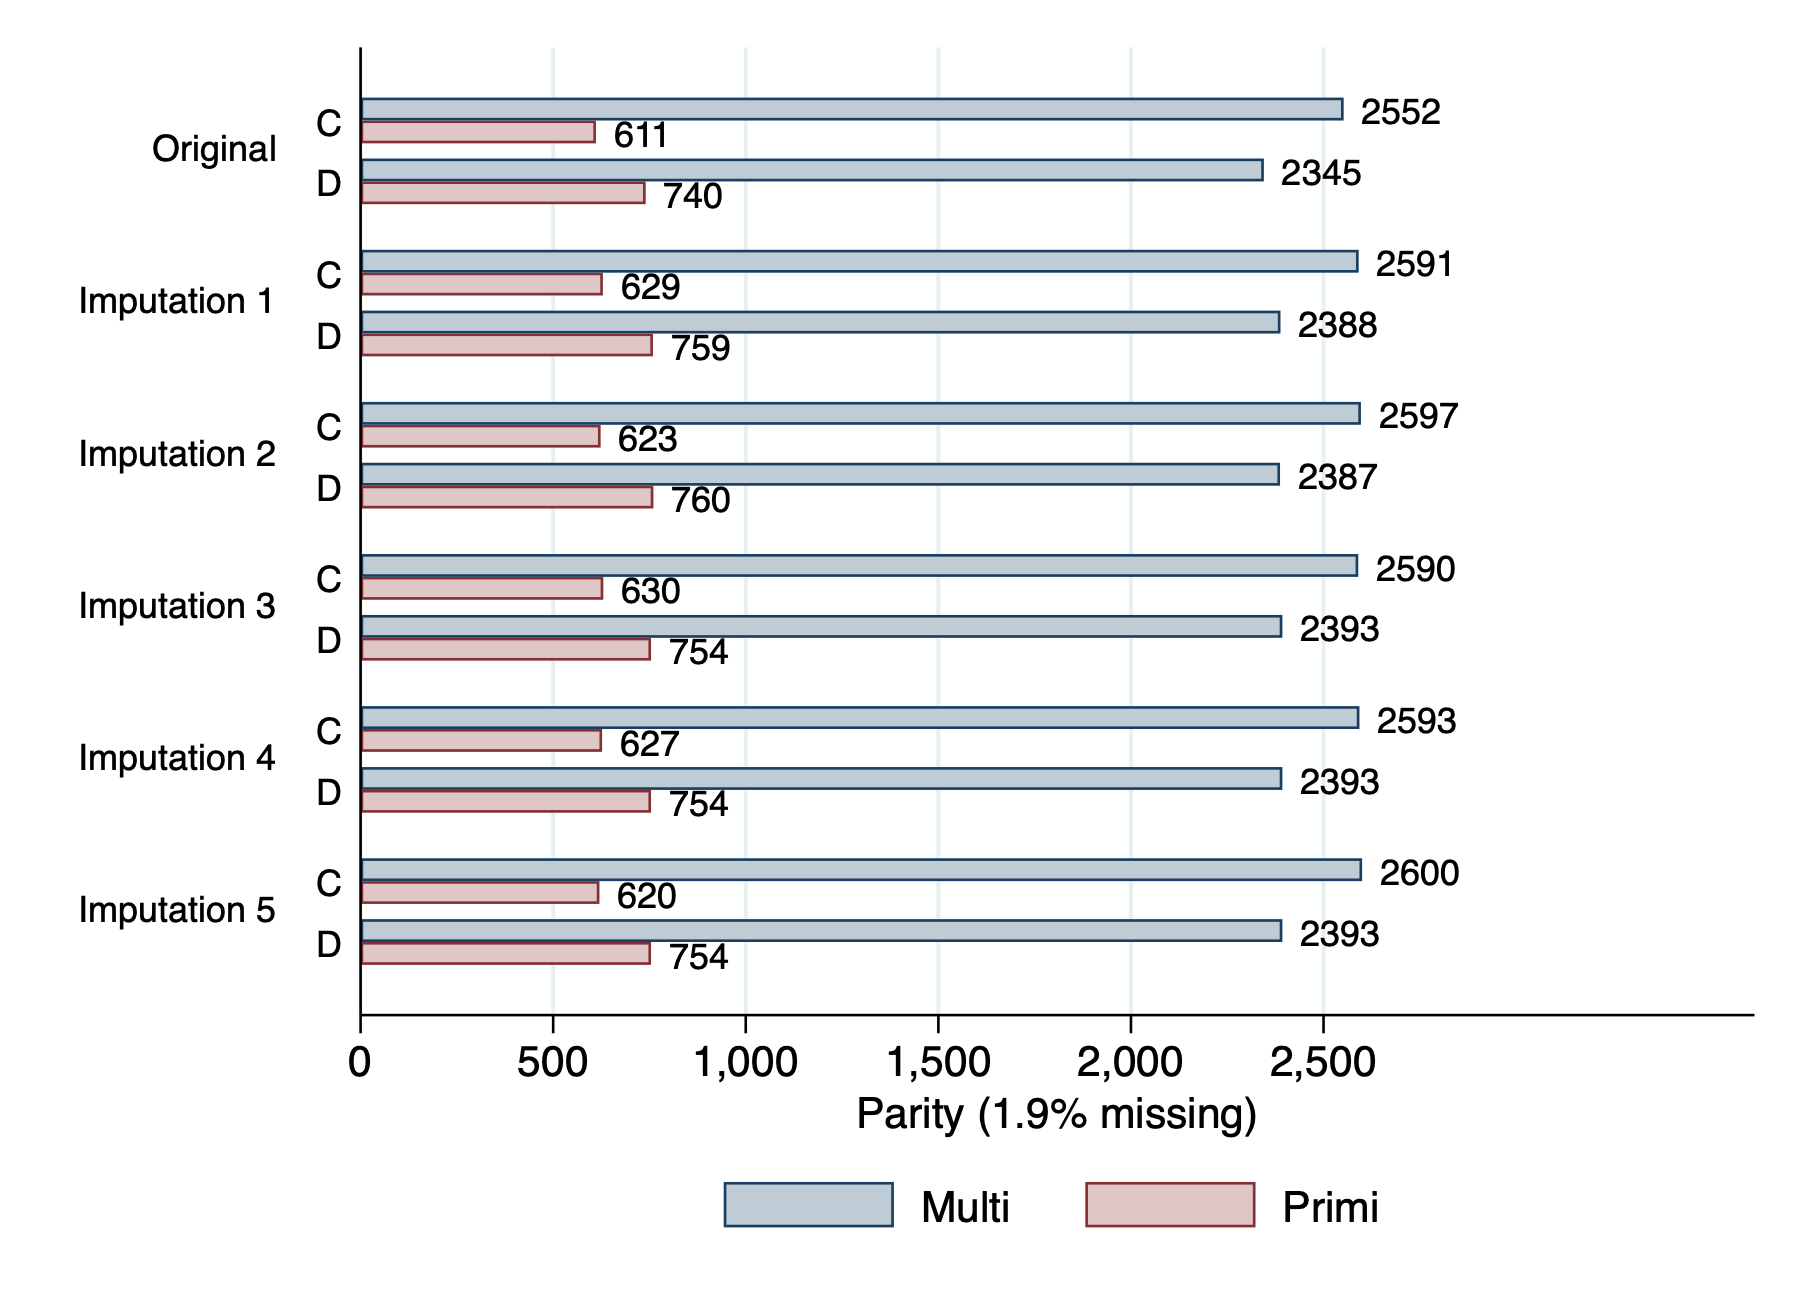 C 2552
Original 611
D 2345
740
C 2591
Imputation 1 629
D 2388
759
C 2597
Imputation 2 623
D 2387
760
C 2590
Imputation 3 630
D 2393
754
C 2593
Imputation 4 627
D 2393
754
C 2600
Imputation 5 620
D 2393
754
0 500 1,000 1,500 2,000 2,500
Parity (1.9% missing)
Multi Primi